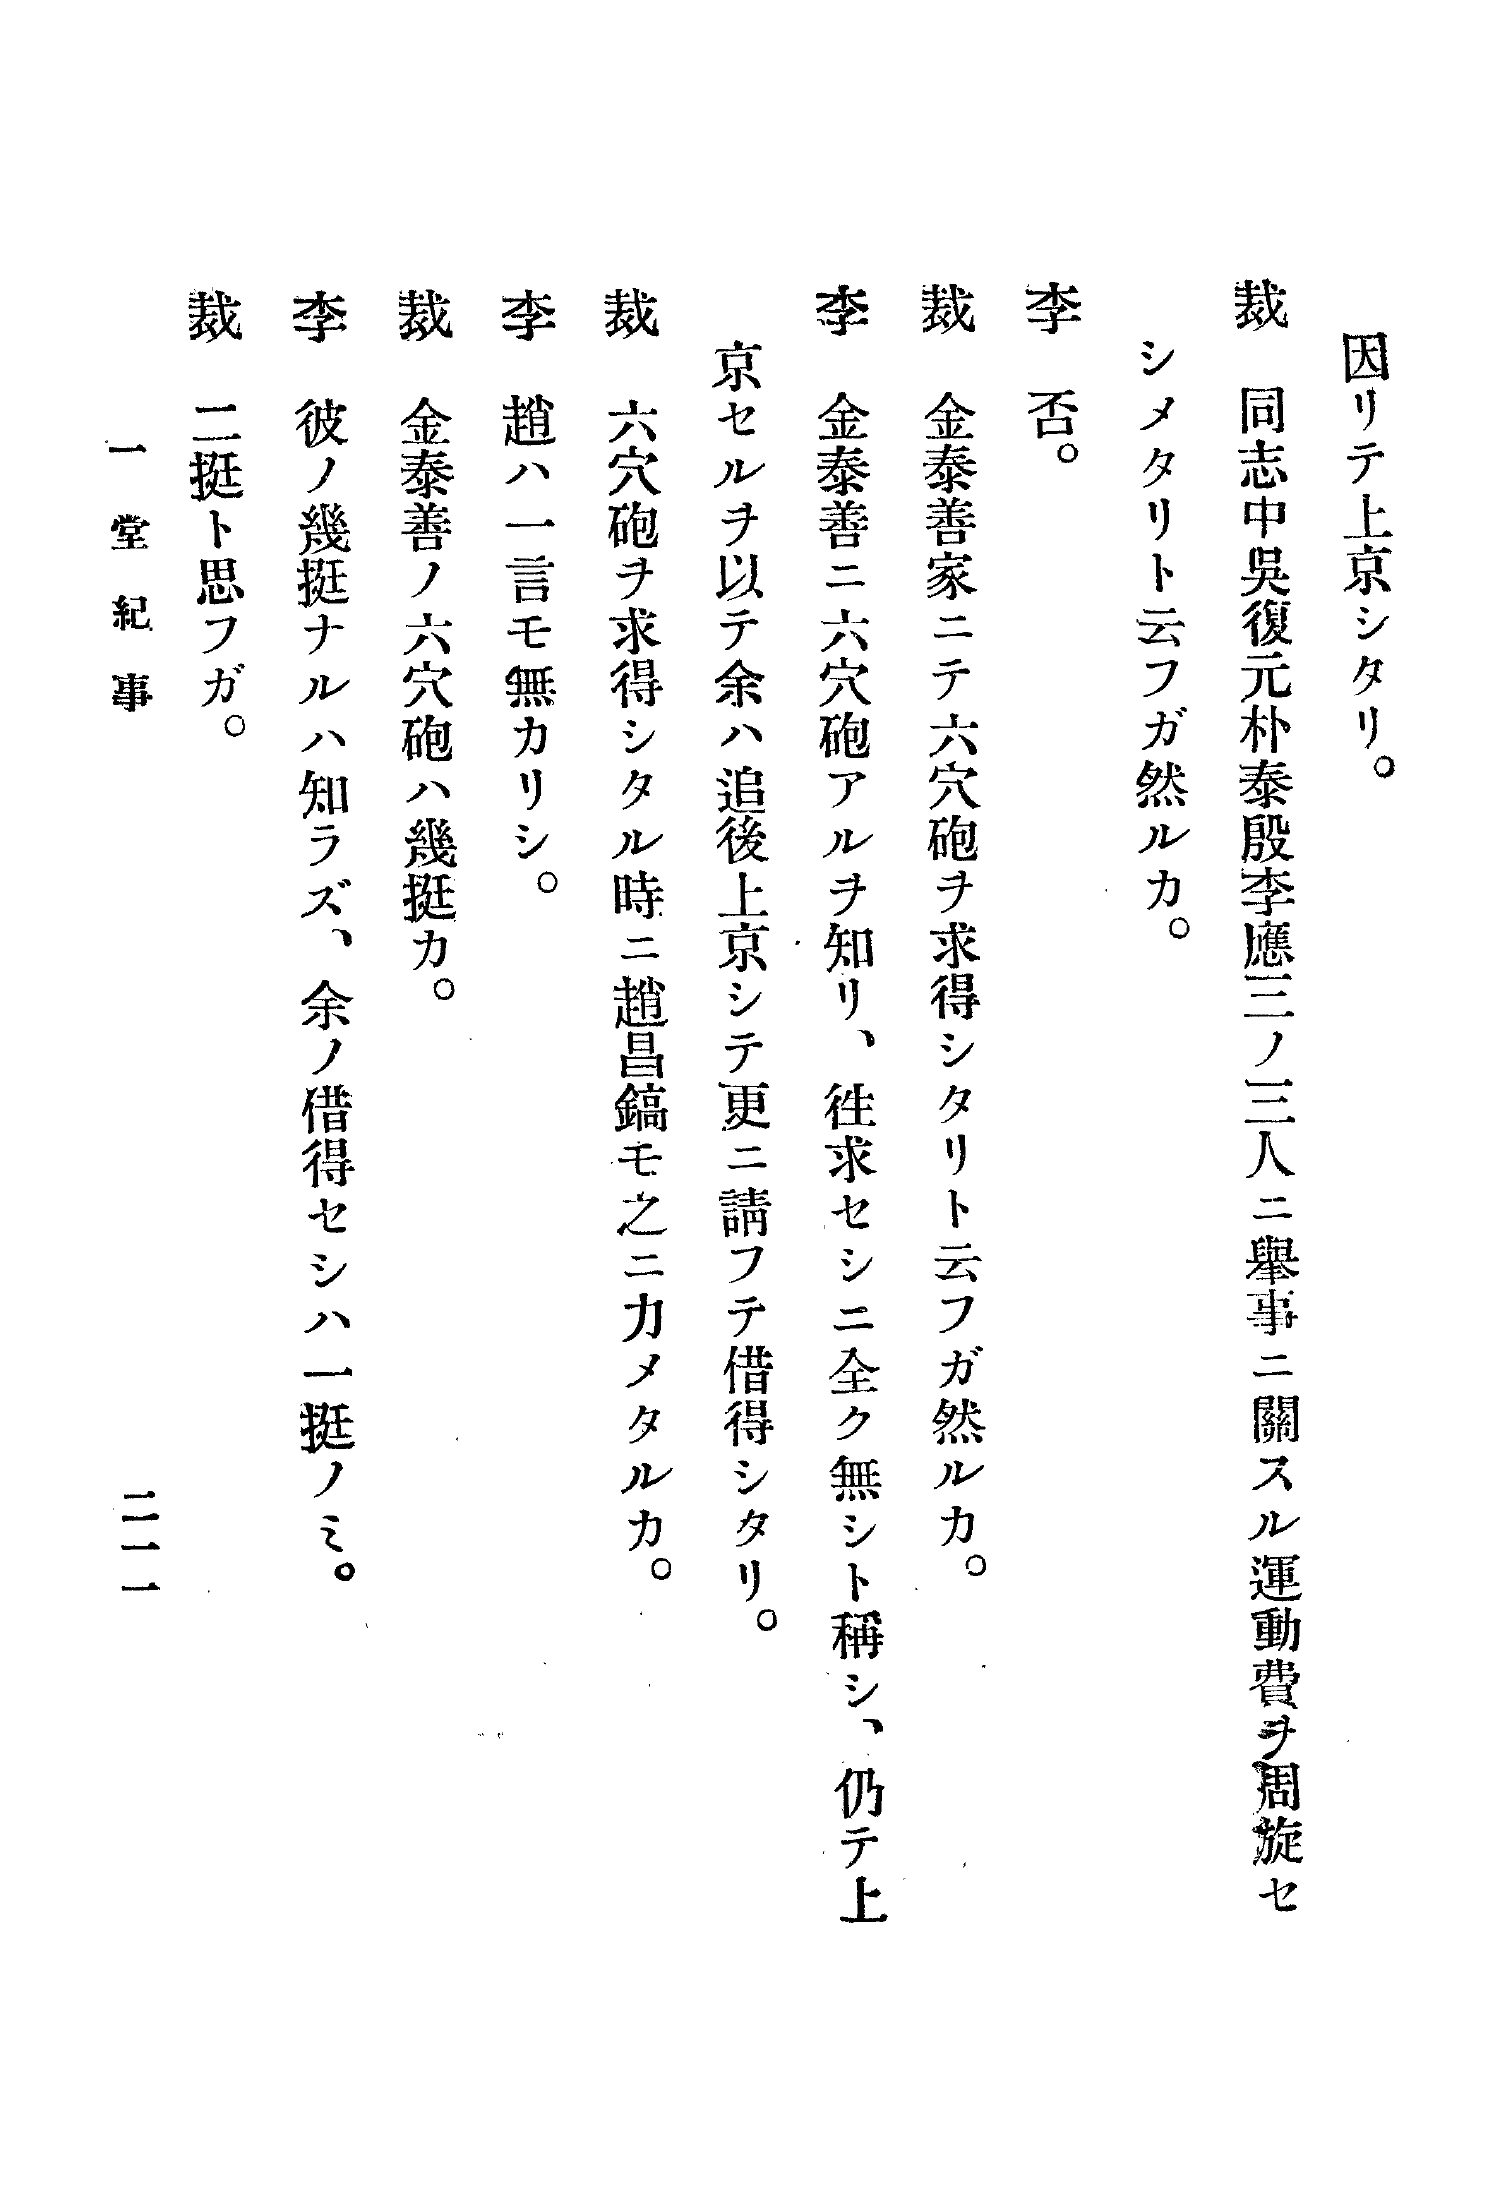 因リテ上京シタリ。
裁　同志中吳復元朴泰殷李應三ノ三人ニ擧事ニ關スル運動費ヲ周旋セ
シメタリト云フガ然ルカ。
李　否。
裁　金泰善家ニテ六穴砲ヲ求得シタリト云フガ然ルカ。
李　金泰善ニ六穴砲アルヲ知リ、徃求セシニ全ク無シト稱シ、仍テ上
京セルヲ以テ余ハ追後上京シテ更ニ請フテ借得シタリ。
裁　六穴砲ヲ求得シタル時ニ趙昌鎬モ之ニ力メタルカ。
李　趙ハ一言モ無カリシ。
裁　金泰善ノ六穴砲ハ幾挺カ。
李　彼ノ幾挺ナルハ知ラズ、余ノ借得セシハ一挺ノミ。
裁　二挺ト思フガ。
一堂紀事　二一一